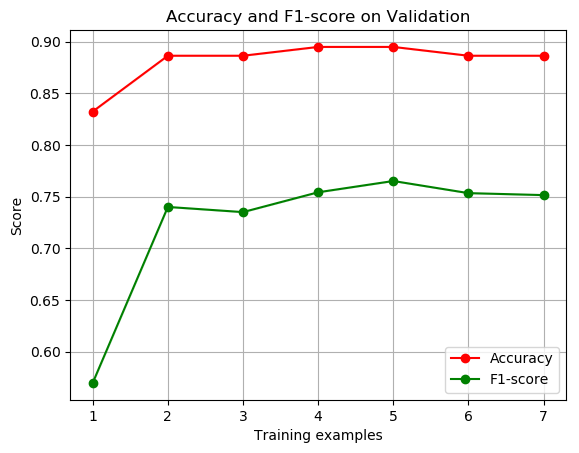 Accuracy and F1-score on Validation
0.90
0.85
0.80
0.75
0.70
0.65
0.60
Score
1 2 3 4 5 6 7
Training examples
Accuracy
F1-score